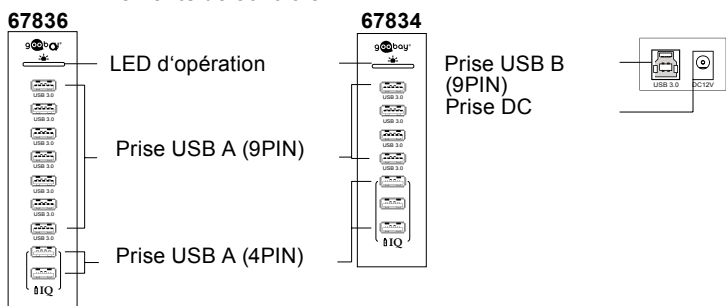 67836
goobay
USB 3.0
USB 3.0
USB 3.0
USB 3.0
USB 3.0
USB 3.0
USB 3.0
IQ
LED d‘opération
Prise USB A (9PIN)
Prise USB A (4PIN)
67834
goobay
USB 3.0
USB 3.0
USB 3.0
USB 3.0
IQ
Prise USB B
(9PIN)
Prise DC
USB 3.0
DC12V